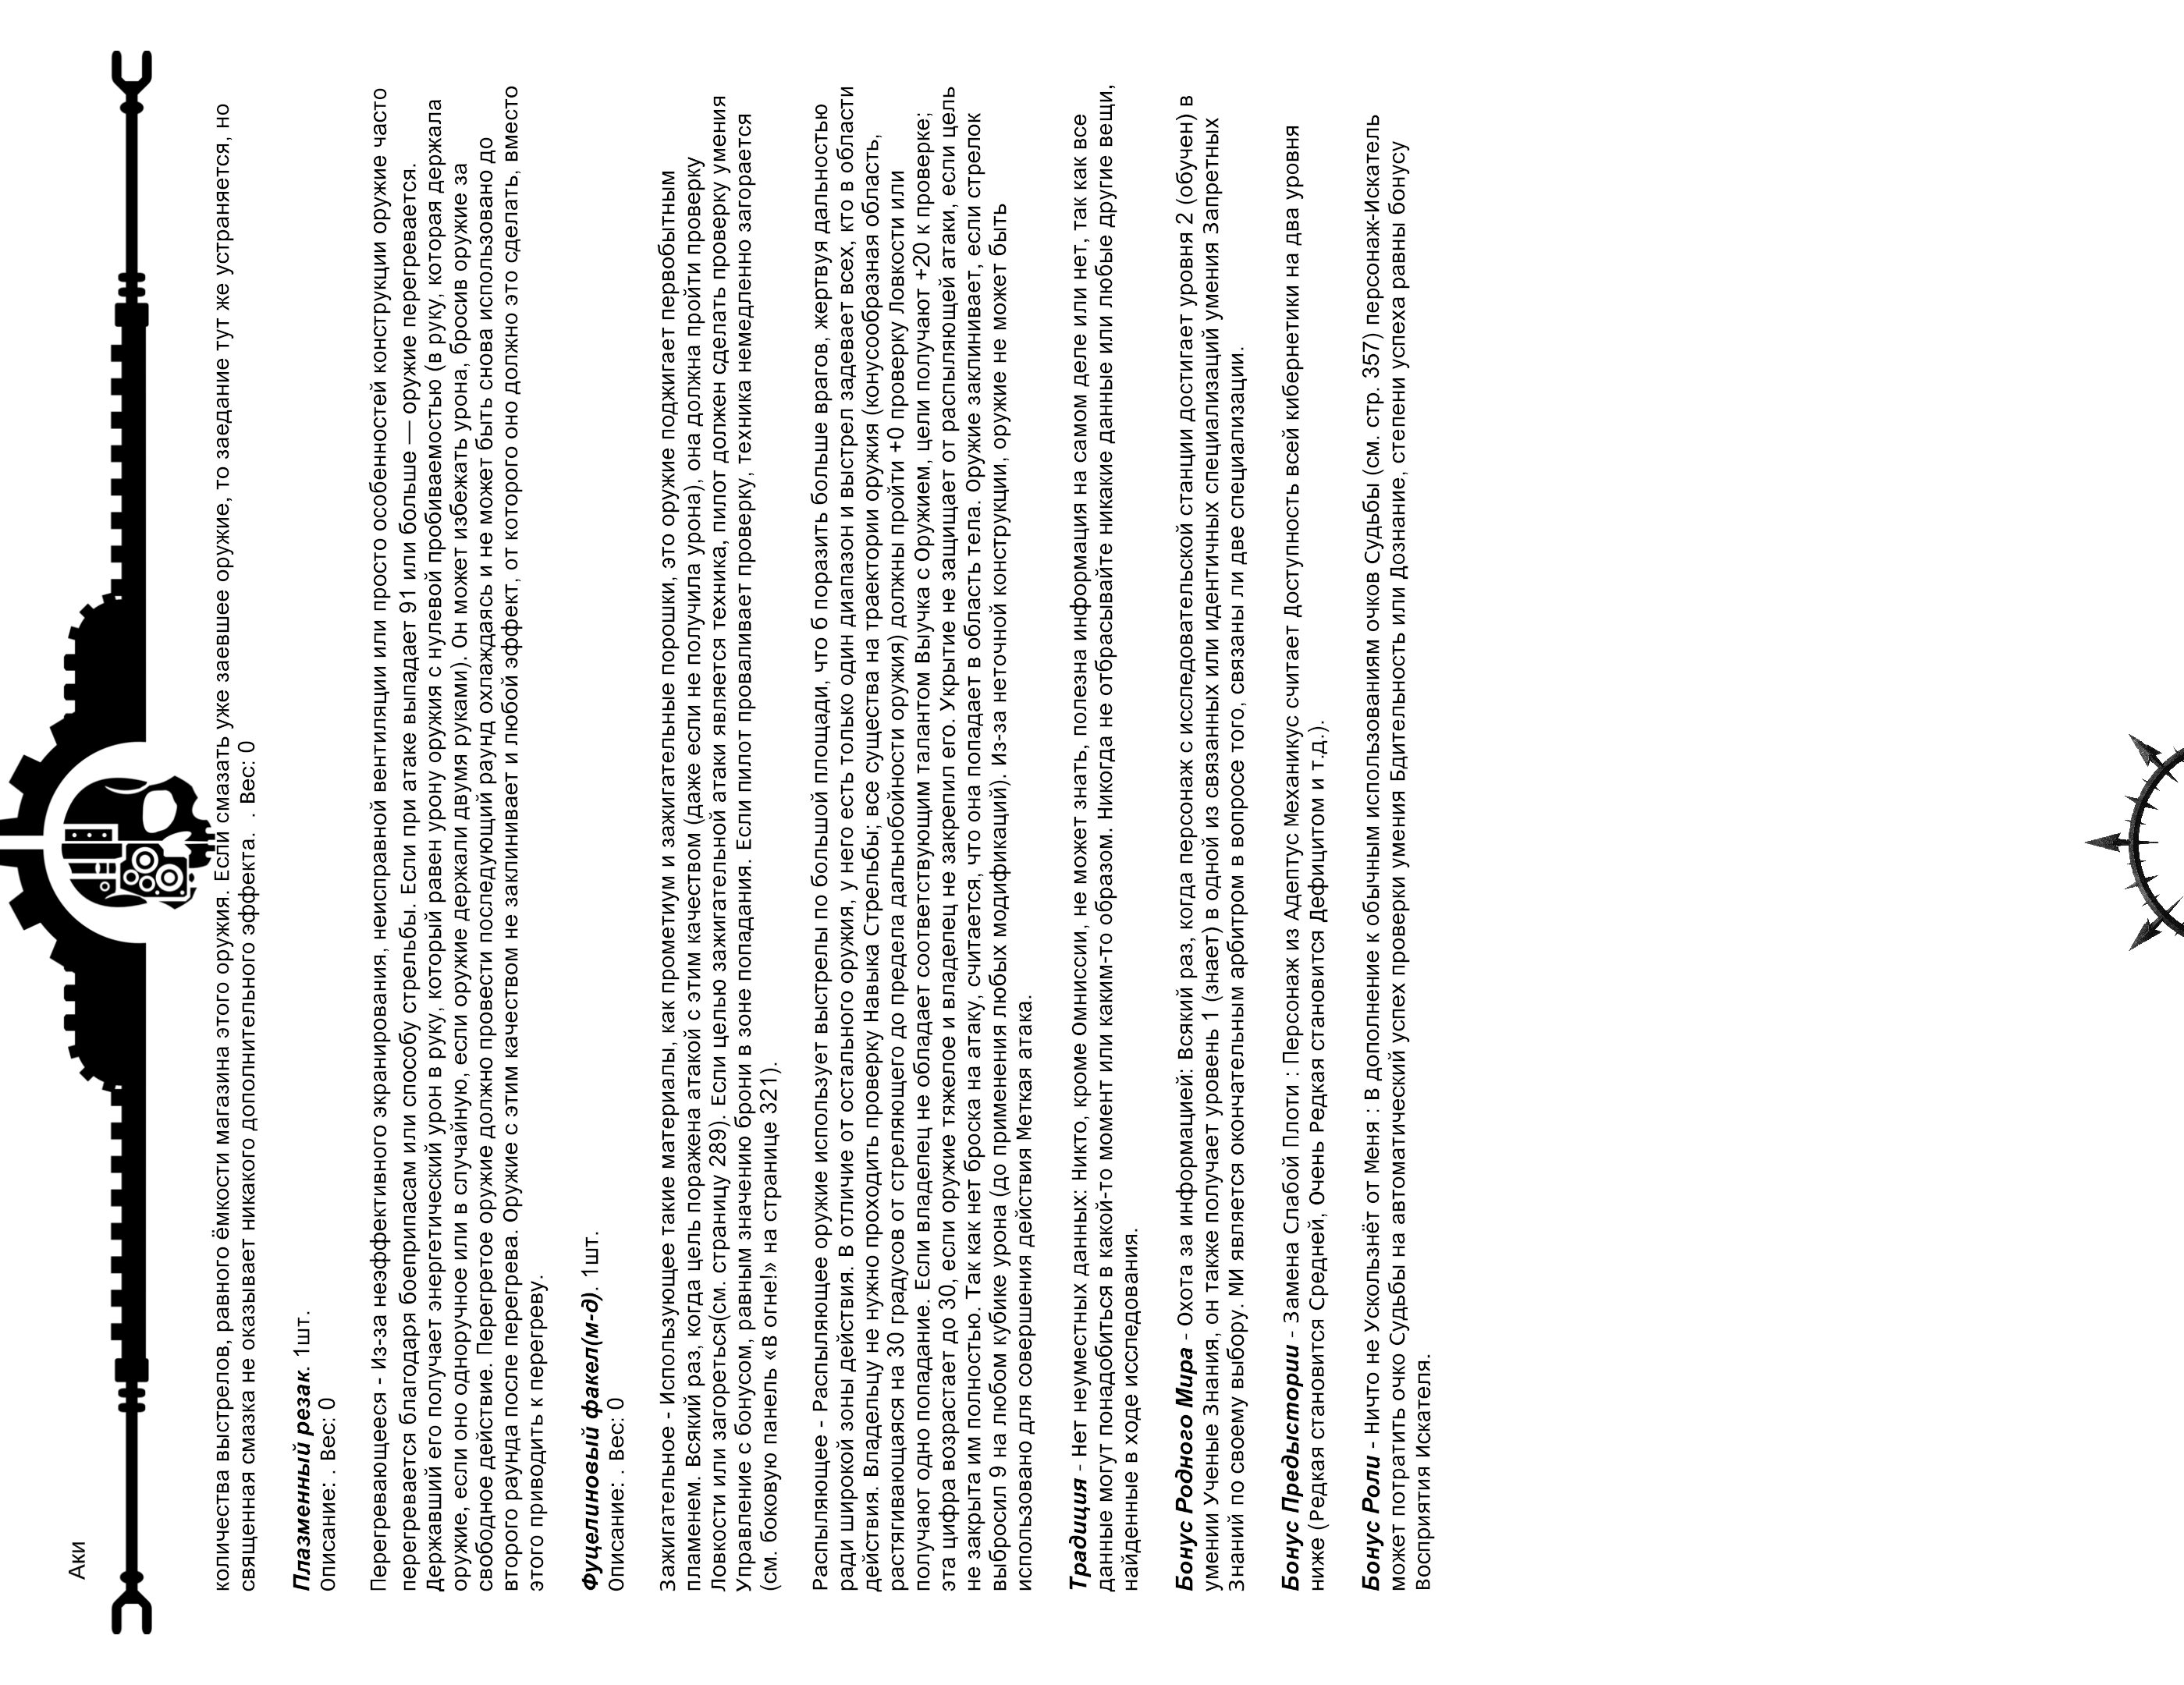 Аки
количества выстрелов, равного ёмкости магазина этого оружия. Если смазать уже заевшее оружие, то заедание тут же устраняется, но
священная смазка не оказывает никакого дополнительного эффекта. . Вес: 0
Плазменный резак. 1шт.
Описание: . Вес: 0
Перегревающееся - Из-за неэффективного экранирования, неисправной вентиляции или просто особенностей конструкции оружие часто
перегревается благодаря боеприпасам или способу стрельбы. Если при атаке выпадает 91 или больше — оружие перегревается.
Державший его получает энергетический урон в руку, который равен урону оружия с нулевой пробиваемостью (в руку, которая держала
оружие, если оно одноручное или в случайную, если оружие держали двумя руками). Он может избежать урона, бросив оружие за
свободное действие. Перегретое оружие должно провести последующий раунд охлаждаясь и не может быть снова использовано до
второго раунда после перегрева. Оружие с этим качеством не заклинивает и любой эффект, от которого оно должно это сделать, вместо
этого приводить к перегреву.
Фуцелиновый факел(м-д). 1шт.
Описание: . Вес: 0
Зажигательное - Использующее такие материалы, как прометиум и зажигательные порошки, это оружие поджигает первобытным
пламенем. Всякий раз, когда цель поражена атакой с этим качеством (даже если не получила урона), она должна пройти проверку
Ловкости или загореться(см. страницу 289). Если целью зажигательной атаки является техника, пилот должен сделать проверку умения
Управление с бонусом, равным значению брони в зоне попадания. Если пилот проваливает проверку, техника немедленно загорается
(см. боковую панель «В огне!» на странице 321).
Распыляющее - Распыляющее оружие использует выстрелы по большой площади, что б поразить больше врагов, жертвуя дальностью
ради широкой зоны действия. В отличие от остального оружия, у него есть только один диапазон и выстрел задевает всех, кто в области
действия. Владельцу не нужно проходить проверку Навыка Стрельбы; все существа на траектории оружия (конусообразная область,
растягивающаяся на 30 градусов от стреляющего до предела дальнобойности оружия) должны пройти +0 проверку Ловкости или
получают одно попадание. Если владелец не обладает соответствующим талантом Выучка с Оружием, цели получают +20 к проверке;
эта цифра возрастает до 30, если оружие тяжелое и владелец не закрепил его. Укрытие не защищает от распыляющей атаки, если цель
не закрыта им полностью. Так как нет броска на атаку, считается, что она попадает в область тела. Оружие заклинивает, если стрелок
выбросил 9 на любом кубике урона (до применения любых модификаций). Из-за неточной конструкции, оружие не может быть
использовано для совершения действия Меткая атака.
Традиция - Нет неуместных данных: Никто, кроме Омниссии, не может знать, полезна информация на самом деле или нет, так как все
данные могут понадобиться в какой-то момент или каким-то образом. Никогда не отбрасывайте никакие данные или любые другие вещи,
найденные в ходе исследования.
Бонус Родного Мира - Охота за информацией: Всякий раз, когда персонаж с исследовательской станции достигает уровня 2 (обучен) в
умении Ученые Знания, он также получает уровень 1 (знает) в одной из связанных или идентичных специализаций умения Запретных
Знаний по своему выбору. МИ является окончательным арбитром в вопросе того, связаны ли две специализации.
Бонус Предыстории - Замена Слабой Плоти : Персонаж из Адептус Механикус считает Доступность всей кибернетики на два уровня
ниже (Редкая становится Средней, Очень Редкая становится Дефицитом и т.д.).
Бонус Роли - Ничто не Ускользнёт от Меня : В дополнение к обычным использованиям очков Судьбы (см. стр. 357) персонаж-Искатель
может потратить очко Судьбы на автоматический успех проверки умения Бдительность или Дознание, степени успеха равны бонусу
Восприятия Искателя.